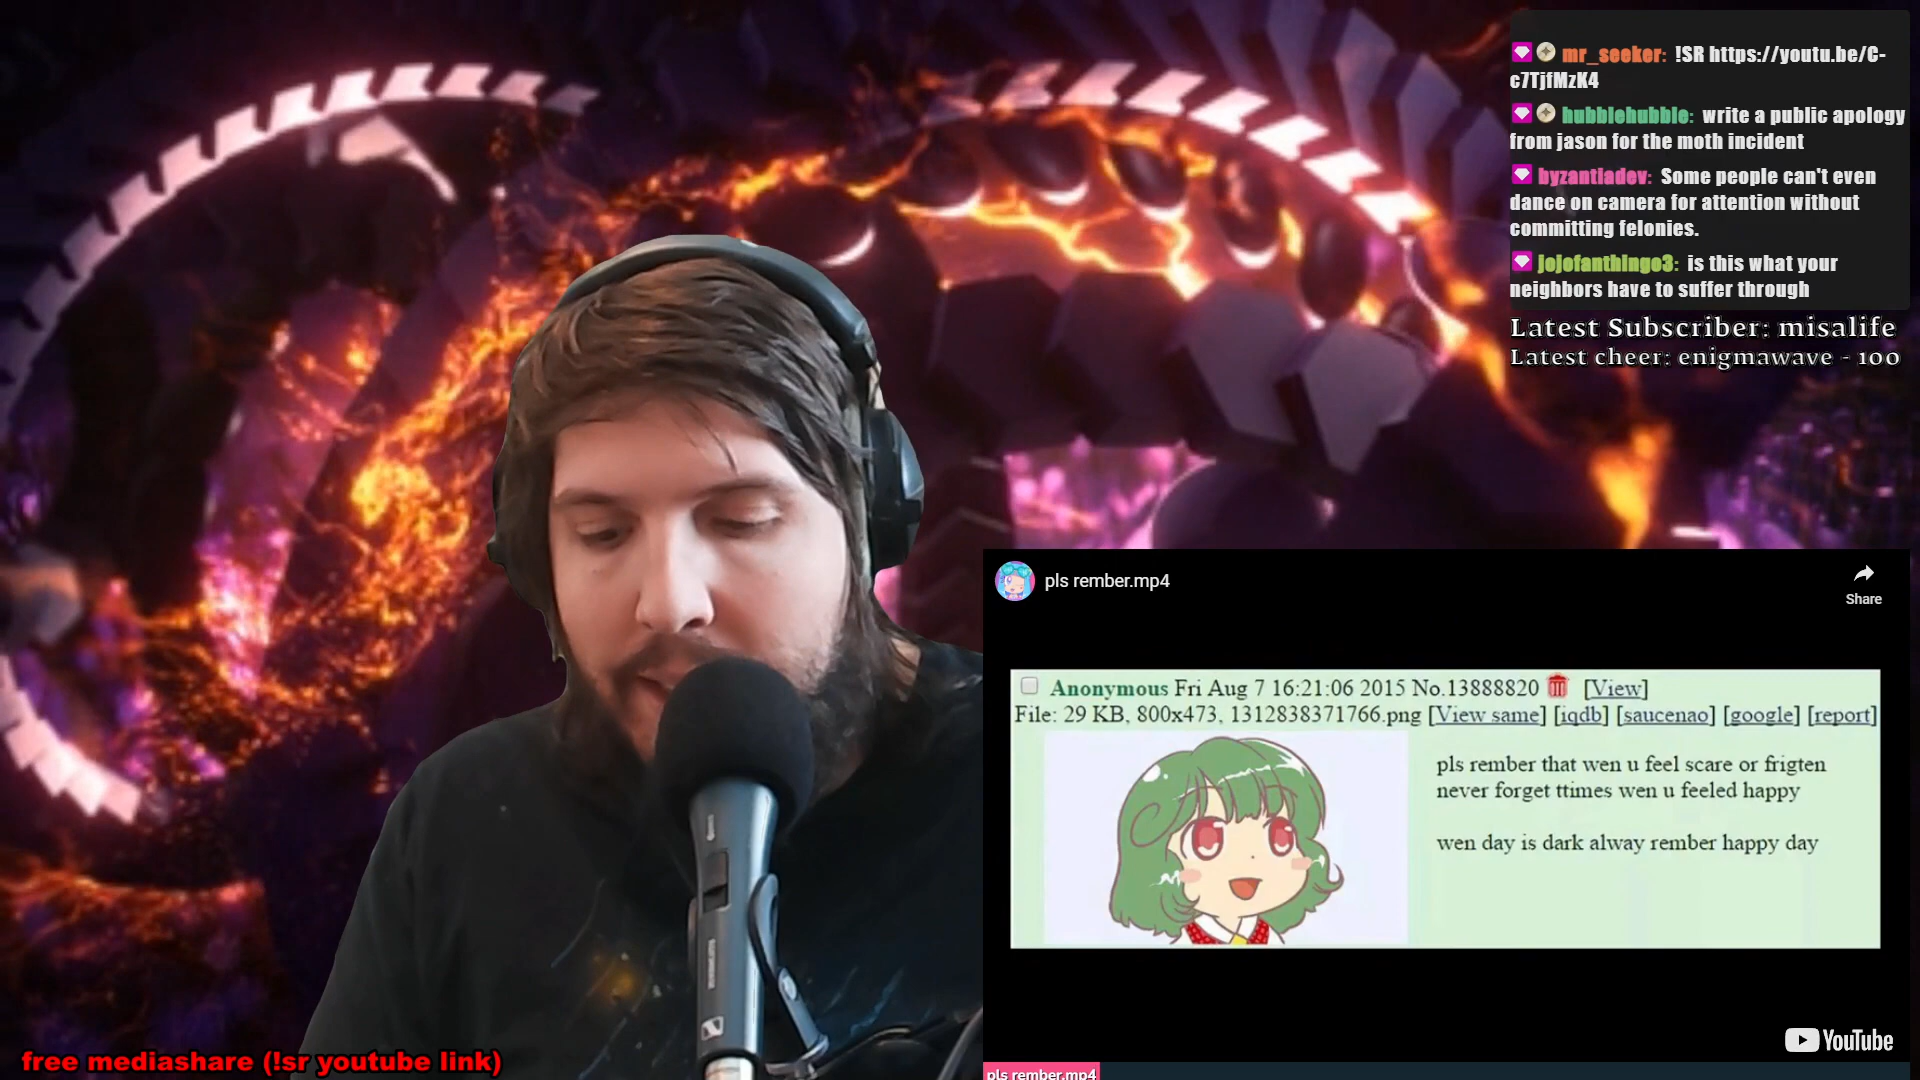 mr_seeker: !SR https://youtu.be/C-
c7TjfMzK4
hubblehubble: write a public apology
from jason for the moth incident
byzantiadev: Some people can't even
dance on camera for attention without
committing felonies.
jojofanthingo3: is this what your
neighbors have to suffer through
Latest Subscriber: misalife
Latest cheer: enigmawave - 100
pls rember.mp4
Share
Anonymous Fri Aug 7 16:21:06 2015 No.13888820 [View]
File: 29 KB, 800x473, 1312838371766.png [View same] [iqdb] [saucenao] [google] [report]
pls rember that wen u feel scare or frigten
never forget ttimes wen u feeled happy
wen day is dark alway rember happy day
YouTube
free mediashare (!sr youtube link)
pls rember.mp4